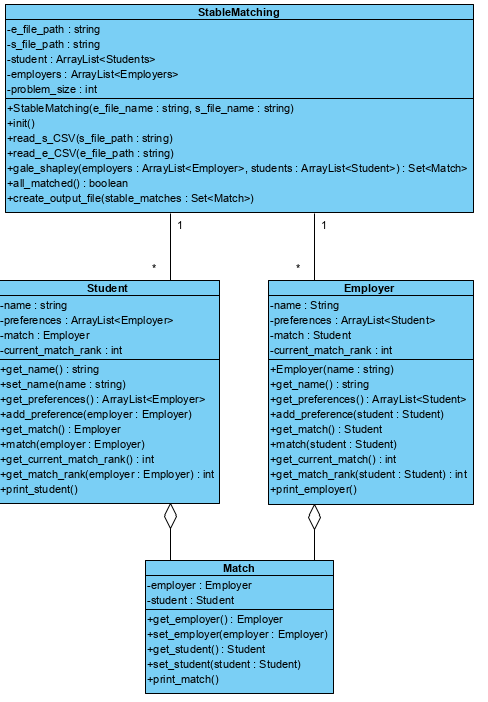 StableMatching
-e_file_path : string
-s_file_path : string
-student : ArrayList<Students>
-employers : ArrayList<Employers>
-problem_size : int
+StableMatching(e_file_name : string, s_file_name : string)
+init()
+read_s_CSV(s_file_path : string)
+read_e_CSV(e_file_path : string)
+gale_shapley(employers : ArrayList<Employer>, students : ArrayList<Student>) : Set<Match>
+all_matched() : boolean
+create_output_file(stable_matches : Set<Match>)
1
1
*
*
Student
-name : string
-preferences : ArrayList<Employer>
-match : Employer
-current_match_rank : int
+get_name() : string
+set_name(name : string)
+get_preferences() : ArrayList<Employer>
+add_preference(employer : Employer)
+get_match() : Employer
+match(employer : Employer)
+get_current_match_rank() : int
+get_match_rank(employer : Employer) : int
+print_student()
Employer
-name : String
-preferences : ArrayList<Student>
-match : Student
-current_match_rank : int
+Employer(name : string)
+get_name() : string
+get_preferences() : ArrayList<Student>
+add_preference(student : Student)
+get_match() : Student
+match(student : Student)
+get_current_match() : int
+get_match_rank(student : Student) : int
+print_employer()
Match
-employer : Employer
-student : Student
+get_employer() : Employer
+set_employer(employer : Employer)
+get_student() : Student
+set_student(student : Student)
+print_match()